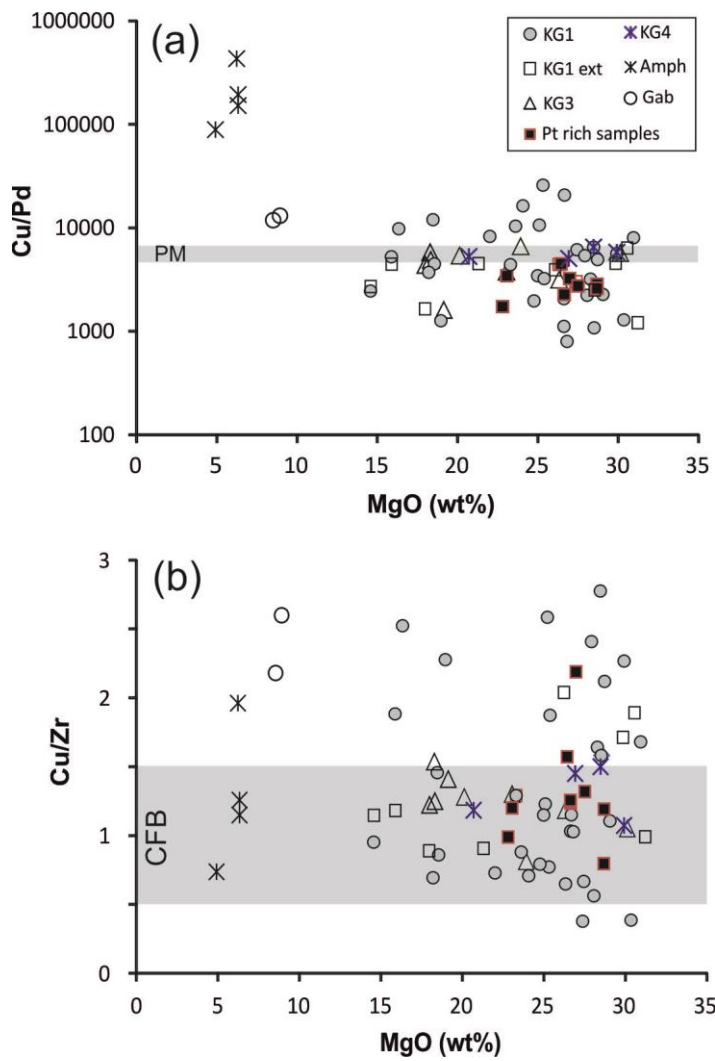 (a)
KG1
KG4
KG1 ext
Amph
KG3
Gab
Pt rich samples
1000000
100000
10000
1000
100
Cu/Pd
PM
0
5
10
15
20
25
30
35
MgO (wt%)
(b)
3
2
1
0
Cu/Zr
CFB
0
5
10
15
20
25
30
35
MgO (wt%)